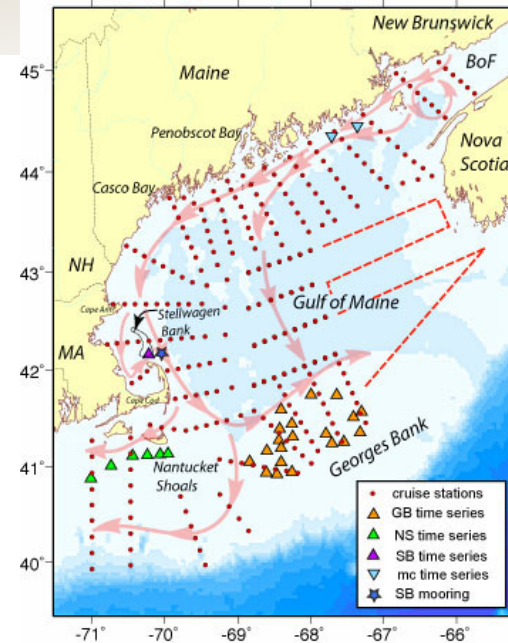 New Brunswick
BoF
45°
Maine
Penobscot Bay
Nova
Scotia
44°
Casco Bay
43°
NH
Gulf of Maine
Cape Ann
Stellwagen
Bank
MA
42°
Cape Cod
Georges Bank
41°
Nantucket
Shoals
40°
cruise stations
GB time series
NS time series
SB time series
mc time series
SB mooring
-71° -70° -69° -68° -67° -66°